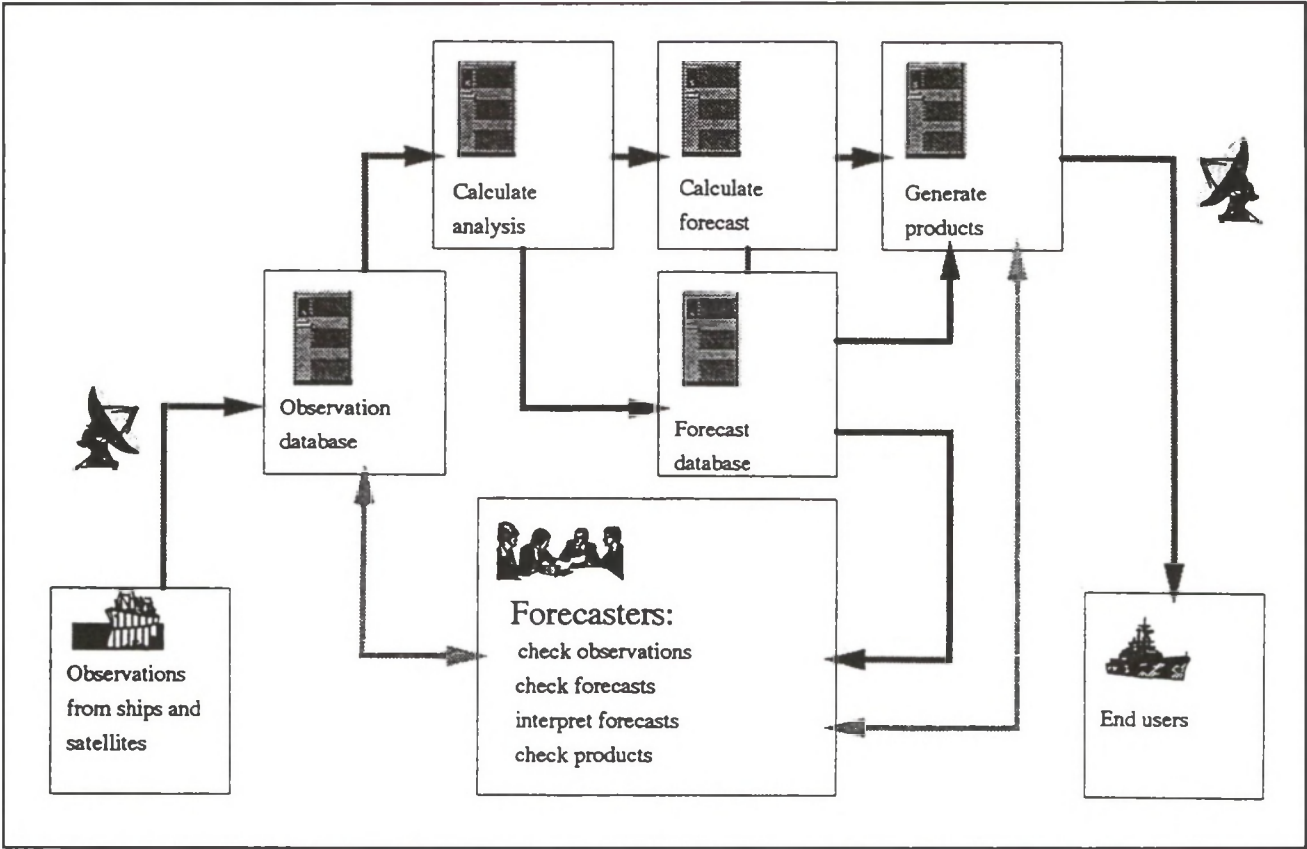 Calculate
analysis
Calculate
forecast
Generate
products
Observation
database
Forecast
database
Forecasters:
check observations
check forecasts
interpret forecasts
check products
Observations
from ships and
satellites
End users